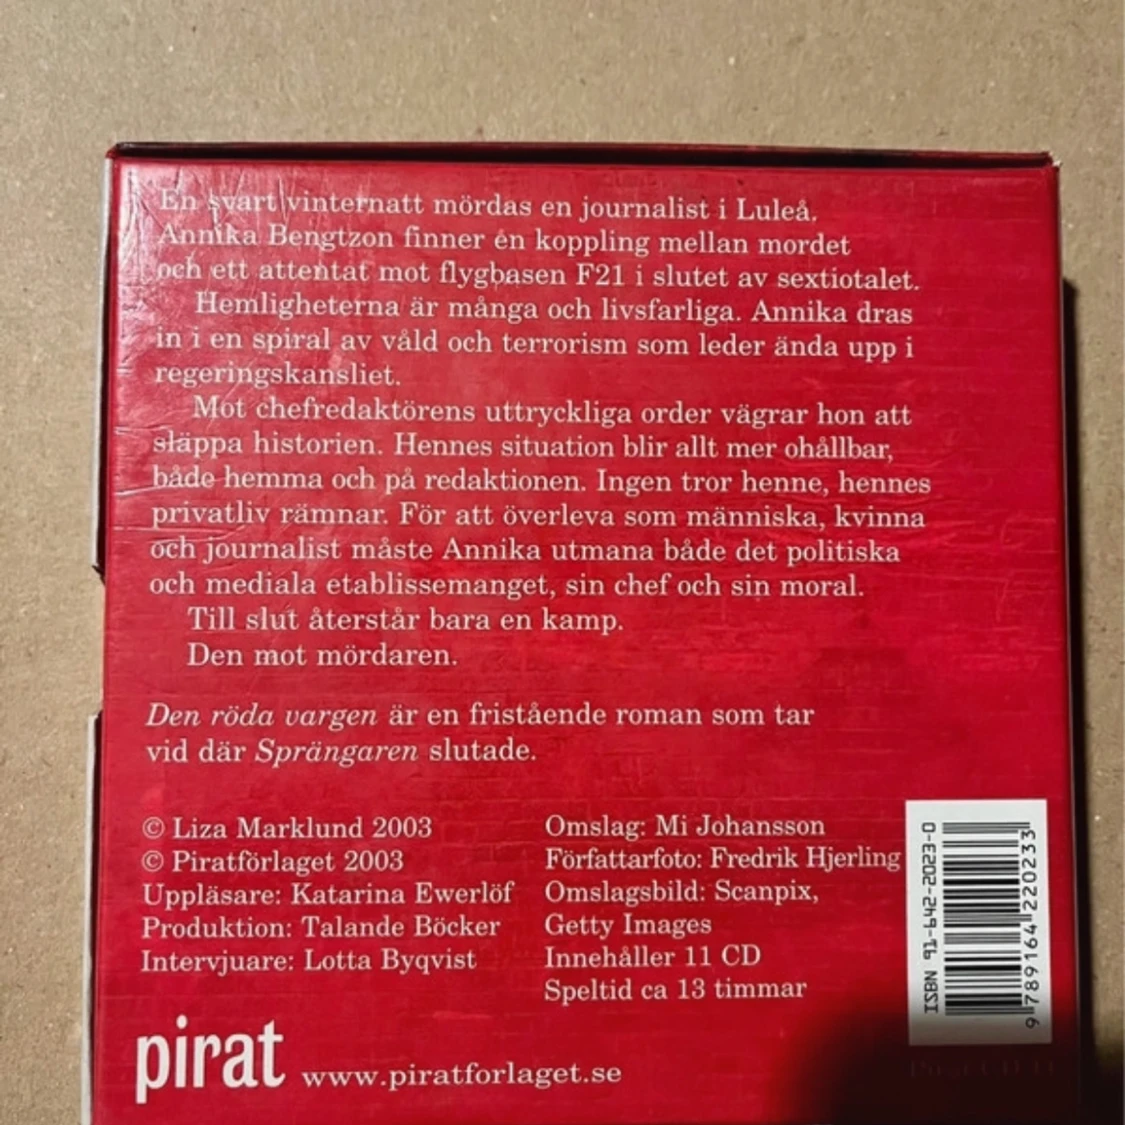 En svart vinternatt mördas en journalist i Luleå.
Annika Bengtzon finner en koppling mellan mordet
och ett attentat mot flygbasen F21 i slutet av sextiotalet.
Hemligheterna är många och livsfarliga. Annika dras
in i en spiral av våld och terrorism som leder ända upp i
regeringskansliet.
Mot chefredaktörens uttryckliga order vägrar hon att
släppa historien. Hennes situation blir allt mer ohållbar,
både hemma och på redaktionen. Ingen tror henne, hennes
privatliv rämnar. För att överleva som människa, kvinna
och journalist måste Annika utmana både det politiska
och mediala etablissemanget, sin chef och sin moral.
Till slut återstår bara en kamp.
Den mot mördaren.
Den röda vargen är en fristående roman som tar
vid där Sprängaren slutade.
© Liza Marklund 2003
© Piratförlaget 2003
Uppläsare: Katarina Ewerlöf
Produktion: Talande Böcker
Intervjuare: Lotta Byqvist
Omslag: Mi Johansson
Författarfoto: Fredrik Hjerling
Omslagsbild: Scanpix,
Getty Images
Innehåller 11 CD
Speltid ca 13 timmar
ISBN 91-642-2023-0
9 789164 220233
pirat www.piratforlaget.se